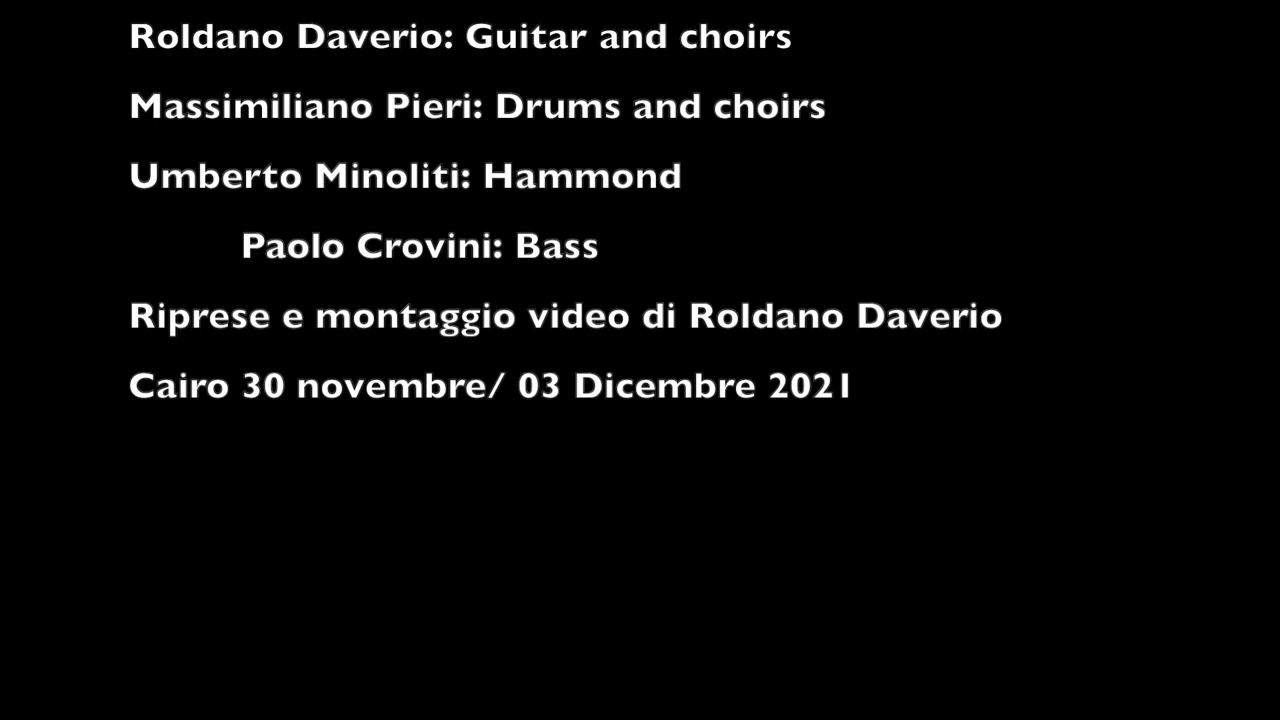 Roldano Daverio: Guitar and choirs
Massimiliano Pieri: Drums and choirs
Umberto Minoliti: Hammond
Paolo Crovini: Bass
Riprese e montaggio video di Roldano Daverio
Cairo 30 novembre/ 03 Dicembre 2021